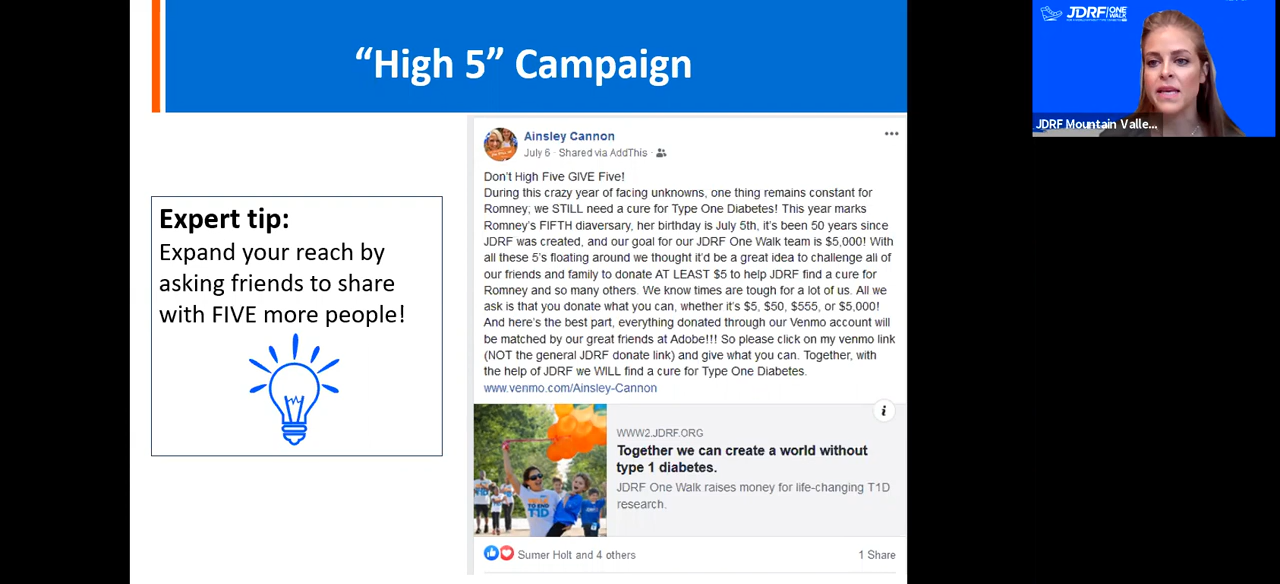 “High 5” Campaign
Expert tip:
Expand your reach by
asking friends to share
with FIVE more people!
Ainsley Cannon
July 6 · Shared via AddThis ·
Don't High Five GIVE Five!
During this crazy year of facing unknowns, one thing remains constant for
Romney; we STILL need a cure for Type One Diabetes! This year marks
Romney's FIFTH diaversary, her birthday is July 5th, it's been 50 years since
JDRF was created, and our goal for our JDRF One Walk team is $5,000! With
all these 5's floating around we thought it'd be a great idea to challenge all of
our friends and family to donate AT LEAST $5 to help JDRF find a cure for
Romney and so many others. We know times are tough for a lot of us. All we
ask is that you donate what you can, whether it's $5, $50, $555, or $5,000!
And here's the best part, everything donated through our Venmo account will
be matched by our great friends at Adobe!!! So please click on my venmo link
(NOT the general JDRF donate link) and give what you can. Together, with
the help of JDRF we WILL find a cure for Type One Diabetes.
www.venmo.com/Ainsley-Cannon
WWW2.JDRF.ORG
Together we can create a world without
type 1 diabetes.
JDRF One Walk raises money for life-changing T1D
research.
Sumer Holt and 4 others
1 Share
JDRF ONE WALK
JDRF Mountain Valle...